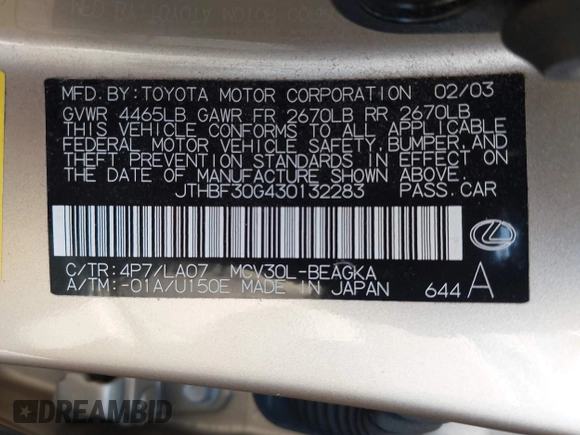 MFD.BY:TOYOTA MOTOR CORPORATION 02/03
GVWR 4465LB GAWR FR 2670LB RR 2670LB
THIS VEHICLE CONFORMS TO ALL APPLICABLE
FEDERAL MOTOR VEHICLE SAFETY,BUMPER,AND
THEFT PREVENTION STANDARDS IN EFFECT ON
THE DATE OF MANUFACTURE SHOWN ABOVE.
JTHBF30G430132283 PASS.CAR
C/TR:4P7/LA07 MCV30L-BEAGKA
A/TM:-01A/U150E MADE IN JAPAN 644 A
DREAMBID